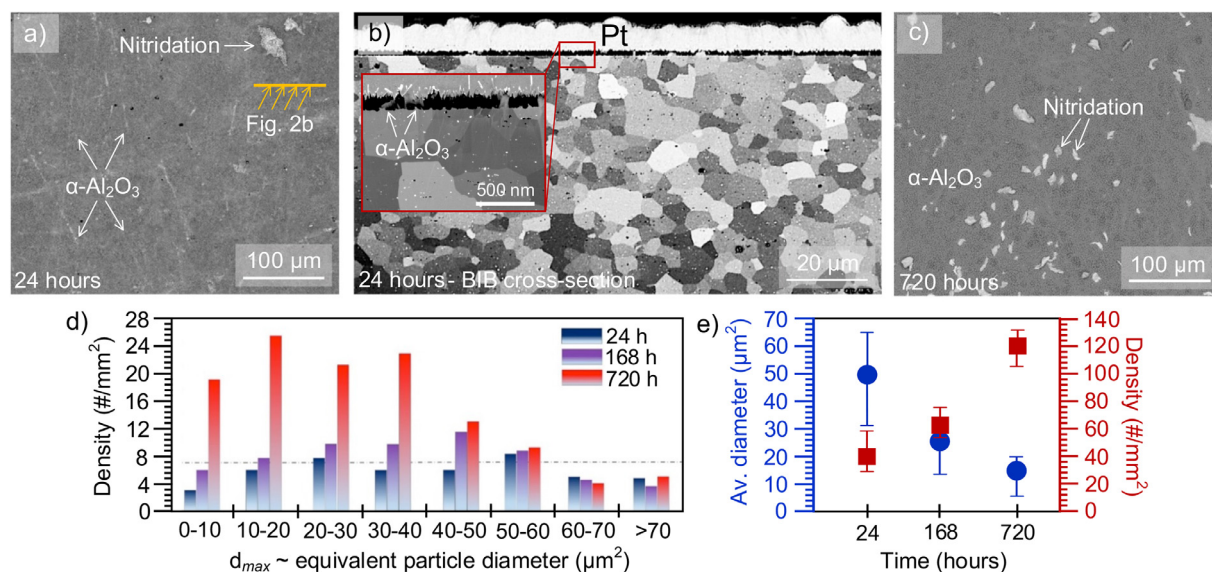 a)
Nitridation
Fig. 2b
α-Al₂O₃
24 hours
100 µm
b)
Pt
α-Al₂O₃
500 nm
24 hours - BIB cross-section
20 µm
c)
Nitridation
α-Al₂O₃
720 hours
100 µm
d)
28
24
20
16
12
8
4
0
Density (#/mm²)
24 h
168 h
720 h
0-10 10-20 20-30 30-40 40-50 50-60 60-70 >70
d_max ~ equivalent particle diameter (µm²)
e)
70
60
50
40
30
20
10
0
Av. diameter (µm²)
140
120
100
80
60
40
20
0
Density (#/mm²)
24 168 720
Time (hours)